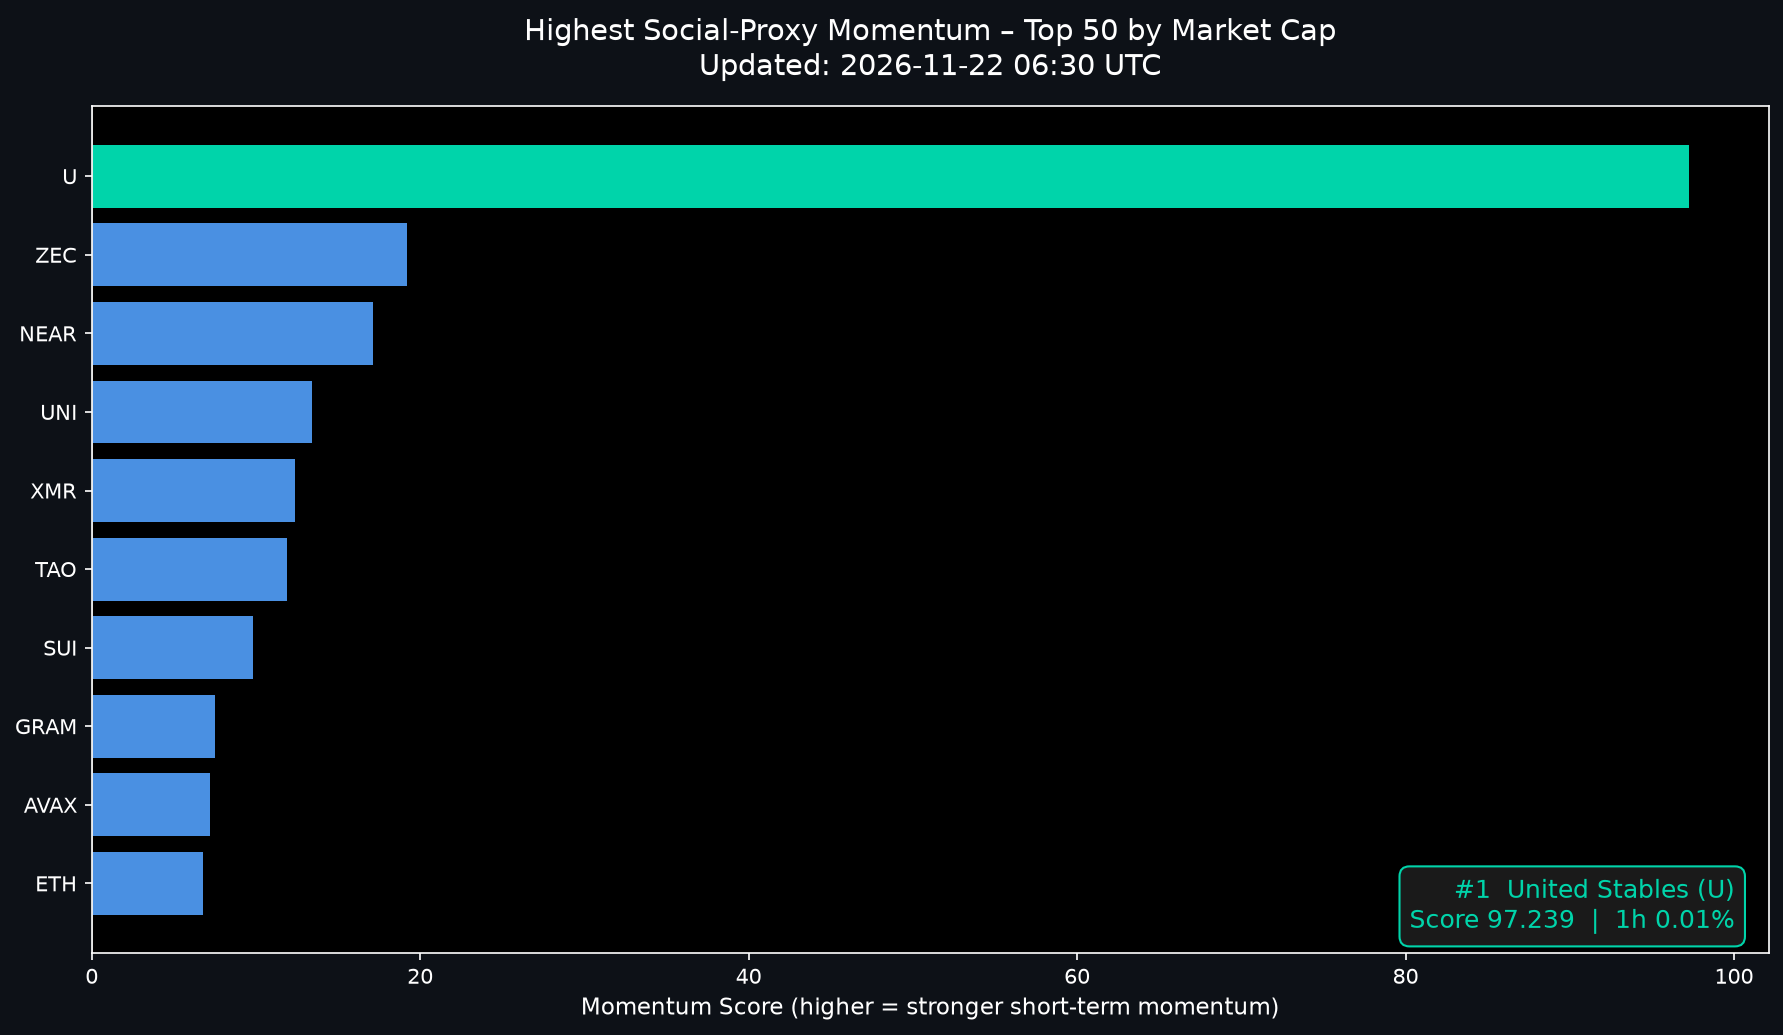 Highest Social-Proxy Momentum – Top 50 by Market Cap
Updated: 2026-11-22 06:30 UTC
U
ZEC
NEAR
UNI
XMR
TAO
SUI
GRAM
AVAX
ETH
#1  United Stables (U)
Score 97.239  |  1h 0.01%
0 20 40 60 80 100
Momentum Score (higher = stronger short-term momentum)